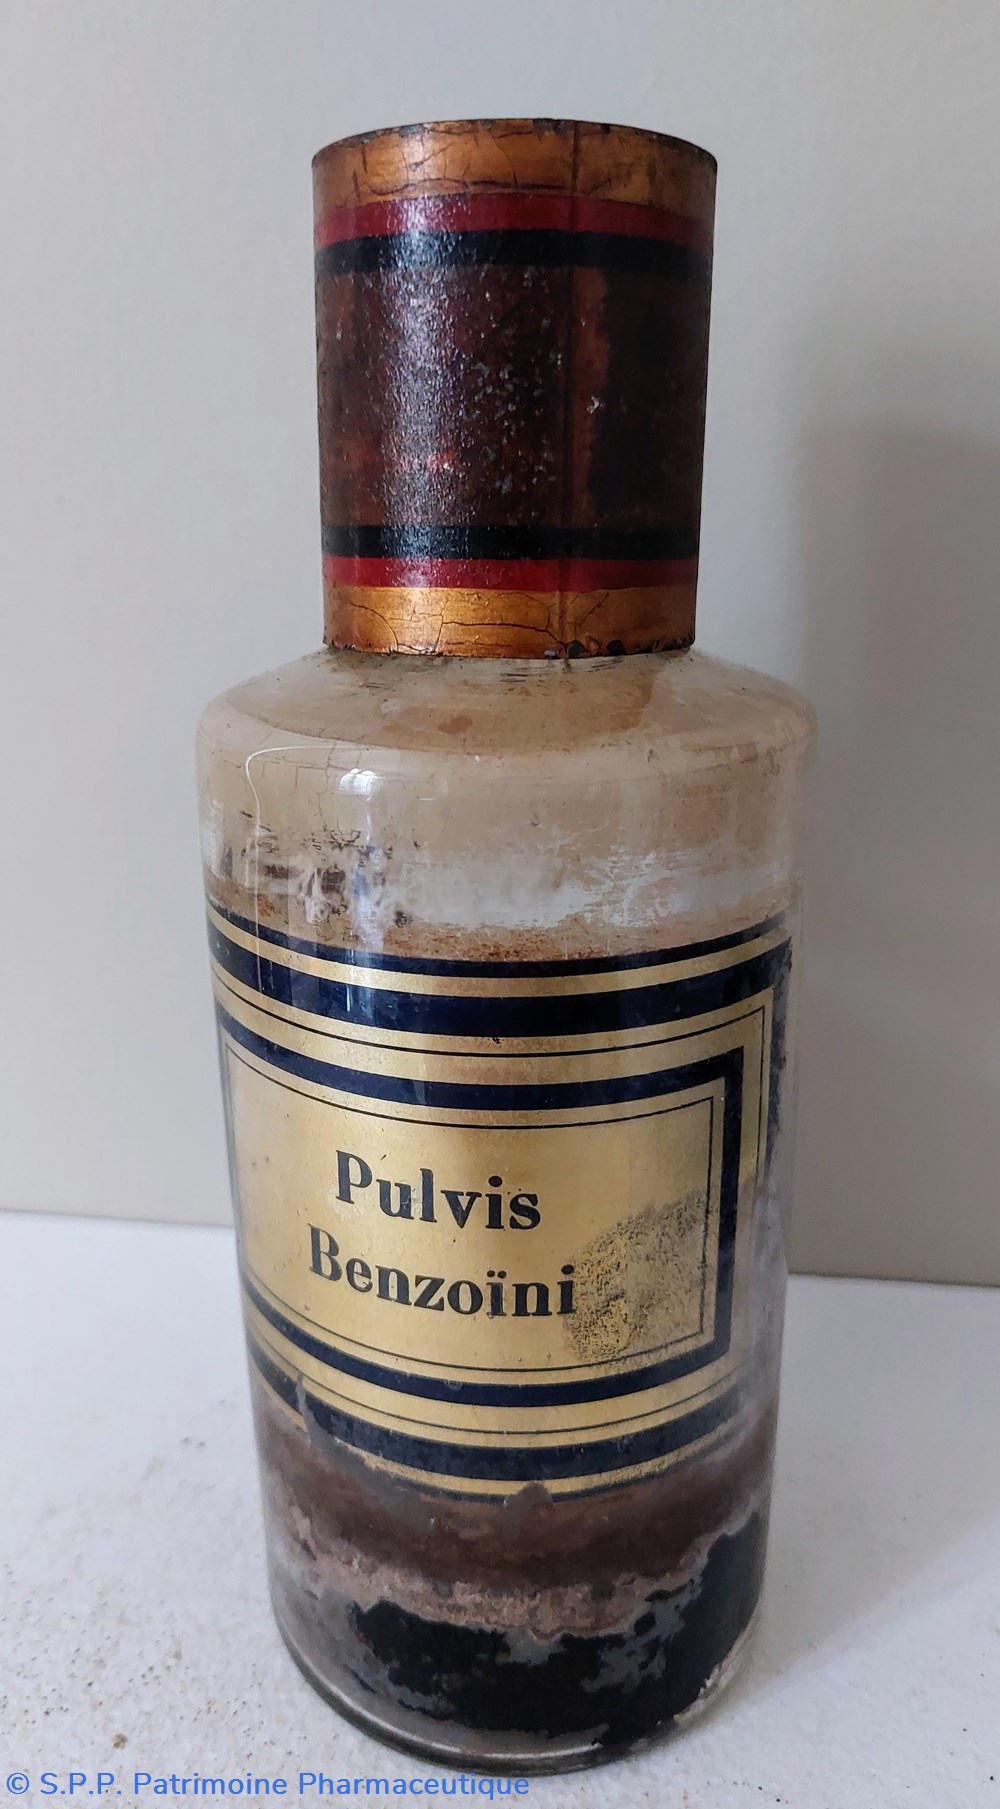 Pulvis
Benzoïni
© S.P.P. Patrimoine Pharmaceutique